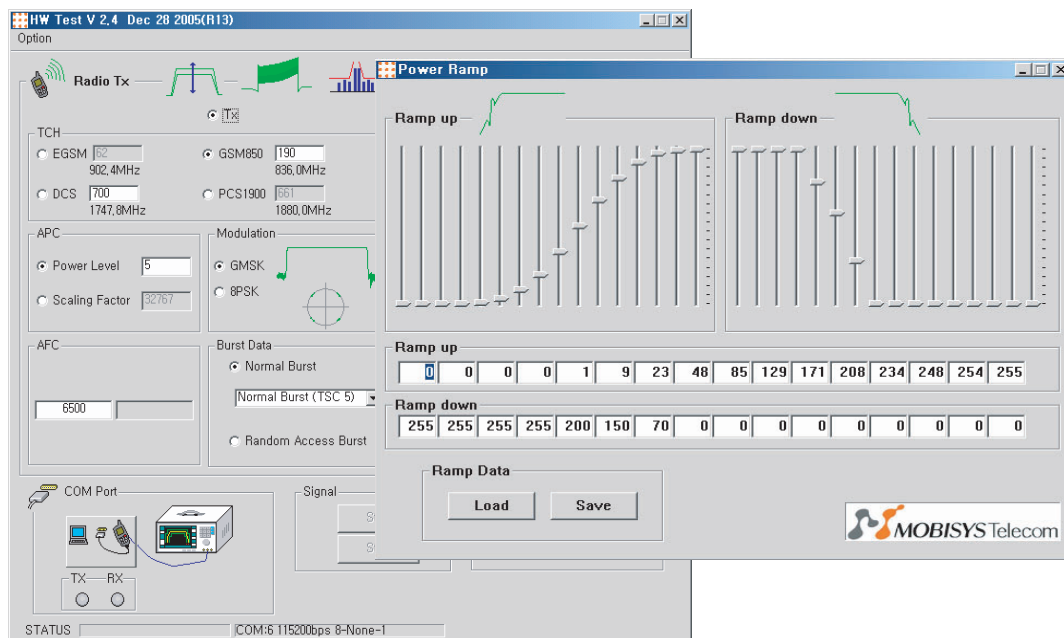 HW Test V 2,4 Dec 28 2005(R13)
Option
Radio Tx
Tx
TCH
EGSM 62
902,4MHz
GSM850 190
836,0MHz
DCS 700
1747,8MHz
PCS1900 661
1880,0MHz
APC
Power Level 5
Scaling Factor 32767
Modulation
GMSK
8PSK
AFC
6500
Burst Data
Normal Burst
Normal Burst (TSC 5)
Random Access Burst
COM Port
TX RX
Signal
STATUS
COM:6 115200bps 8-None-1
Power Ramp
Ramp up
Ramp down
Ramp up
0 0 0 0 1 9 23 48 85 129 171 208 234 248 254 255
Ramp down
255 255 255 255 200 150 70 0 0 0 0 0 0 0 0 0
Ramp Data
Load Save
MOBISYS Telecom